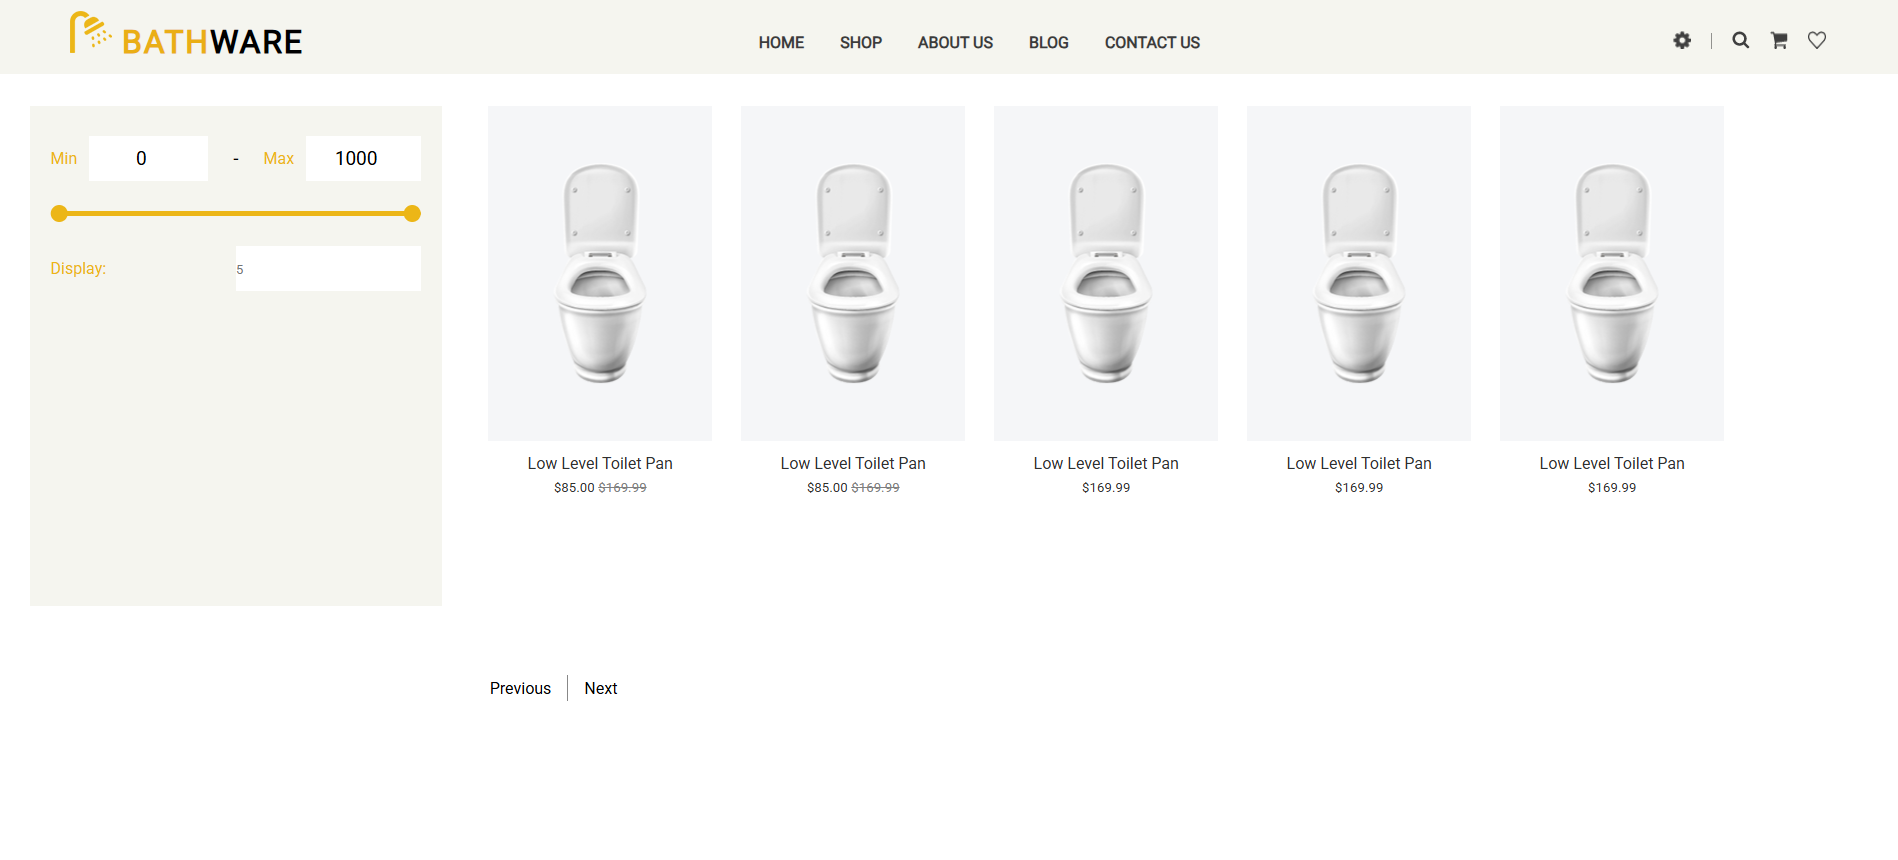 BATHWARE
HOME SHOP ABOUT US BLOG CONTACT US
Min 0 - Max 1000
Display: 5
Low Level Toilet Pan
$85.00 $169.99
Low Level Toilet Pan
$85.00 $169.99
Low Level Toilet Pan
$169.99
Low Level Toilet Pan
$169.99
Low Level Toilet Pan
$169.99
Previous Next